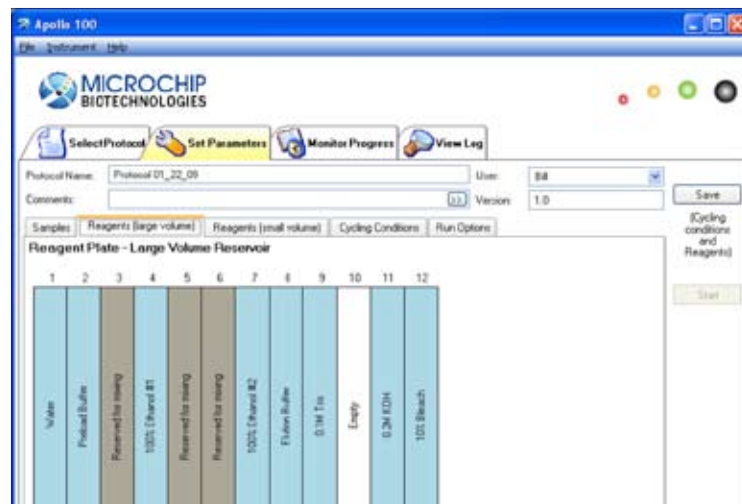 Apollo 100
File Instrument Help
MICROCHIP
BIOTECHNOLOGIES
Select Protocol Set Parameters Monitor Progress View Log
Protocol Name: Protocol 01_22_09 User: Bill
Comments: Version: 1.0 Save
Samples Reagents (large volume) Reagents (small volume) Cycling Conditions Run Options
(Cycling
conditions
and
Reagents)
Reagent Plate - Large Volume Reservoir
Start
1 2 3 4 5 6 7 8 9 10 11 12
Water
Preload Buffer
Reserved for mixing
100% Ethanol #1
Reserved for mixing
Reserved for mixing
100% Ethanol #2
Elution Buffer
0.1M Tris
Empty
0.2M KOH
10% Bleach